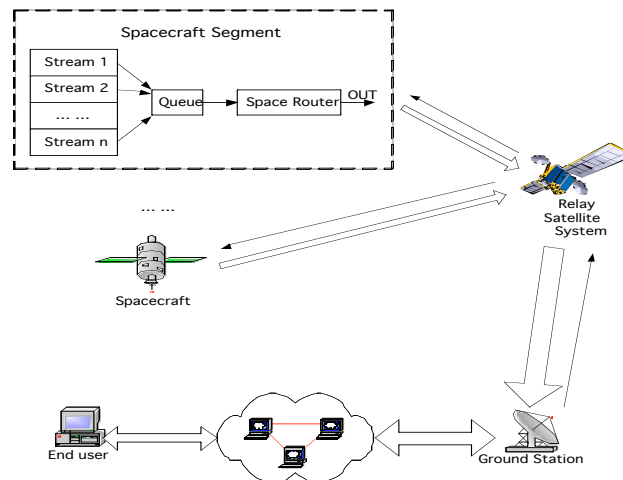 Spacecraft Segment
Stream 1
Stream 2
... ...
Stream n
Queue
Space Router
OUT
Relay
Satellite
System
... ...
Spacecraft
End user
Ground Station